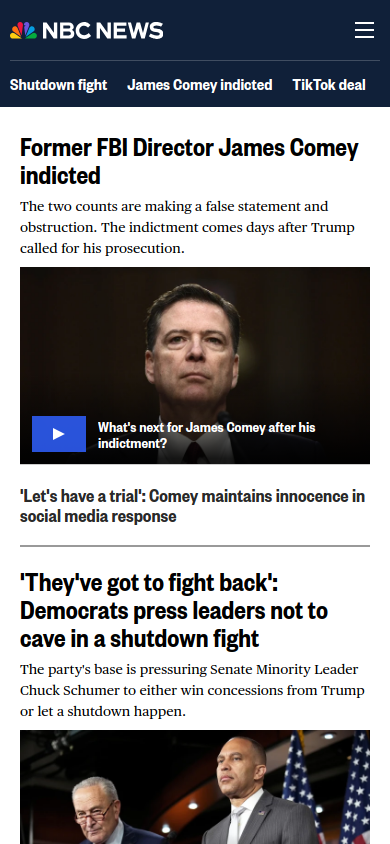 NBC NEWS
Shutdown fight James Comey indicted TikTok deal
Former FBI Director James Comey
indicted
The two counts are making a false statement and
obstruction. The indictment comes days after Trump
called for his prosecution.
What's next for James Comey after his
indictment?
'Let's have a trial': Comey maintains innocence in
social media response
'They've got to fight back':
Democrats press leaders not to
cave in a shutdown fight
The party's base is pressuring Senate Minority Leader
Chuck Schumer to either win concessions from Trump
or let a shutdown happen.